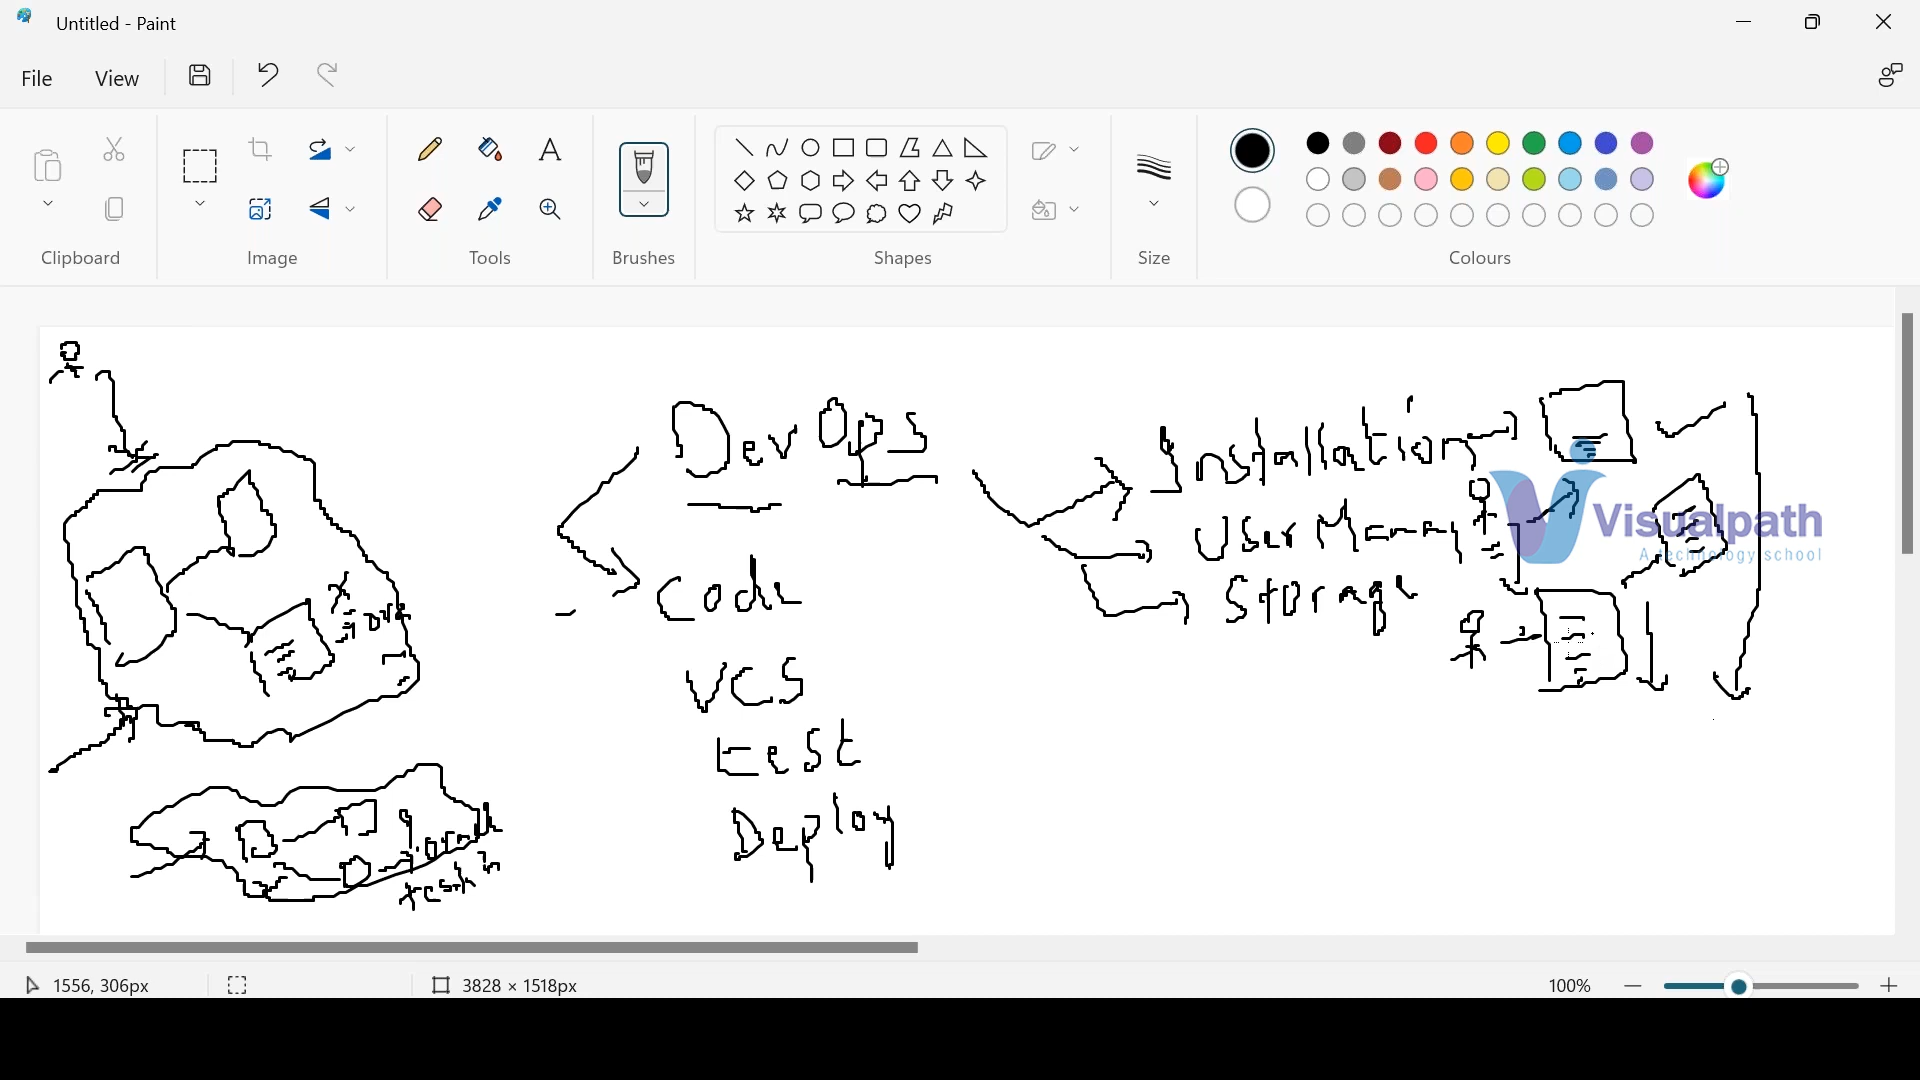 Untitled - Paint
File View
Clipboard Image Tools Brushes Shapes Size Colours
DevOps
Code
VCS
test
Deploy
Installation
User Manag
Storage
Visualpath
A technology school
1556, 306px 3828 × 1518px 100%